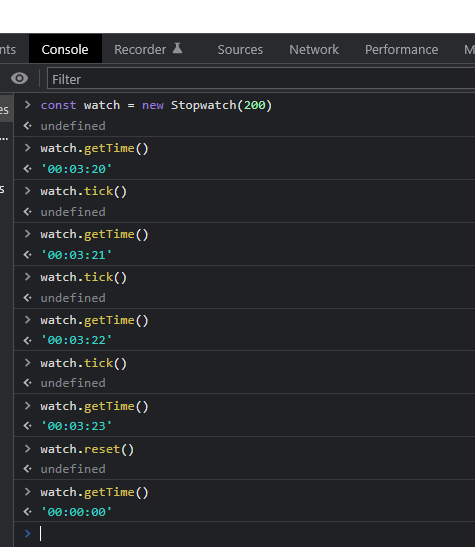 nts Console Recorder Sources Network Performance M
Filter
es
> const watch = new Stopwatch(200)
undefined
...
> watch.getTime()
'00:03:20'
s
> watch.tick()
undefined
> watch.getTime()
'00:03:21'
> watch.tick()
undefined
> watch.getTime()
'00:03:22'
> watch.tick()
undefined
> watch.getTime()
'00:03:23'
> watch.reset()
undefined
> watch.getTime()
'00:00:00'
>